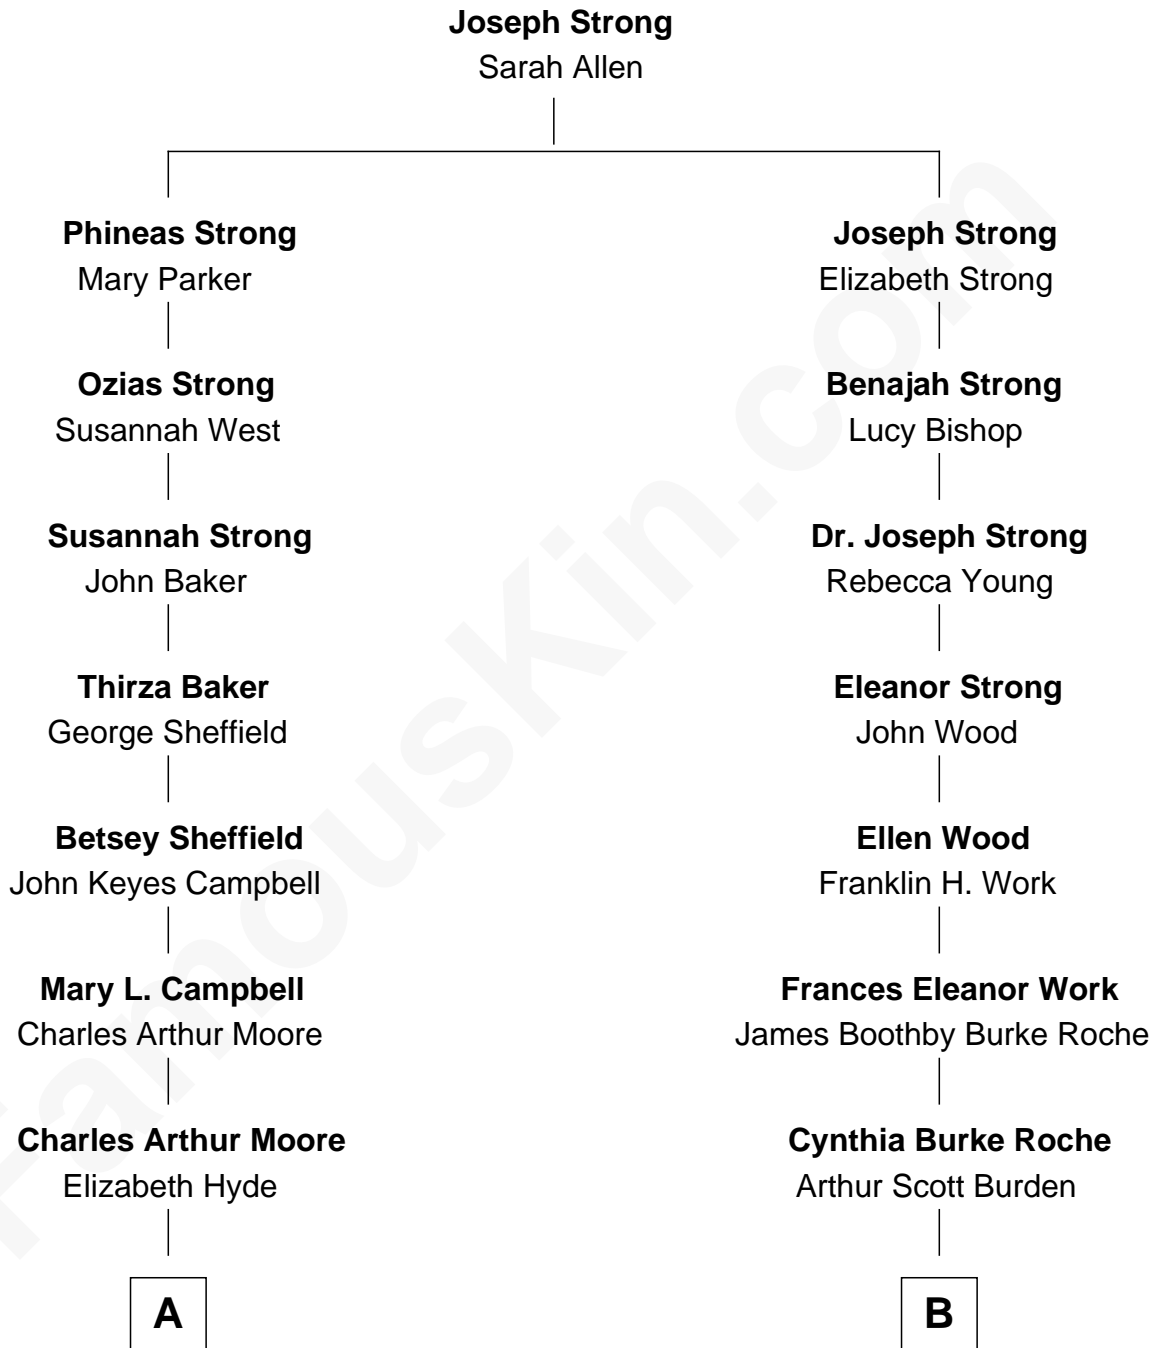 Joseph Strong
Sarah Allen
Phineas Strong
Mary Parker
Joseph Strong
Elizabeth Strong
Ozias Strong
Susannah West
Benajah Strong
Lucy Bishop
Susannah Strong
John Baker
Dr. Joseph Strong
Rebecca Young
Thirza Baker
George Sheffield
Eleanor Strong
John Wood
Betsey Sheffield
John Keyes Campbell
Ellen Wood
Franklin H. Work
Mary L. Campbell
Charles Arthur Moore
Frances Eleanor Work
James Boothby Burke Roche
Charles Arthur Moore
Elizabeth Hyde
Cynthia Burke Roche
Arthur Scott Burden
A
B
FamousKin.com